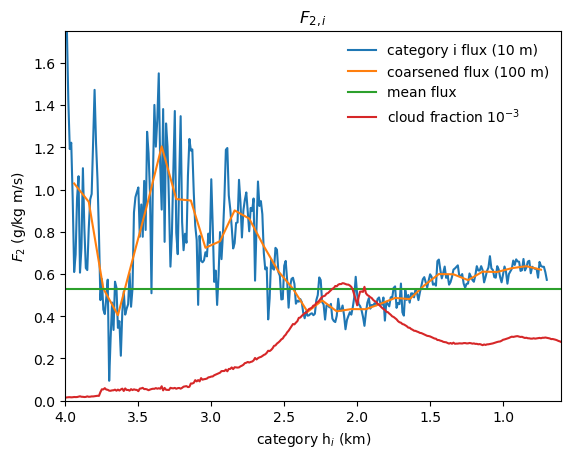 F₂,ᵢ
category i flux (10 m)
coarsened flux (100 m)
mean flux
cloud fraction 10⁻³
F₂ (g/kg m/s)
1.6
1.4
1.2
1.0
0.8
0.6
0.4
0.2
0.0
4.0 3.5 3.0 2.5 2.0 1.5 1.0
category hᵢ (km)